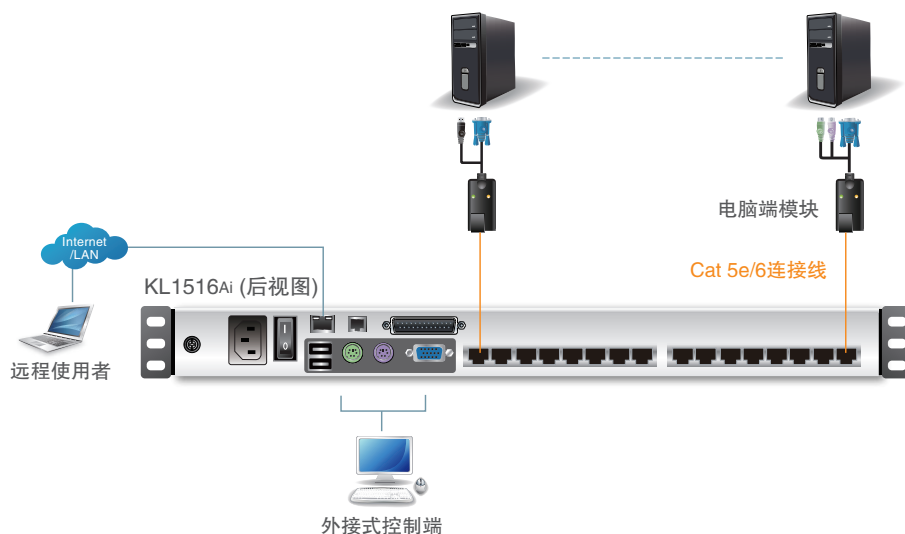 电脑端模块
Internet
/LAN
Cat 5e/6连接线
KL1516Ai (后视图)
I
O
远程使用者
外接式控制端